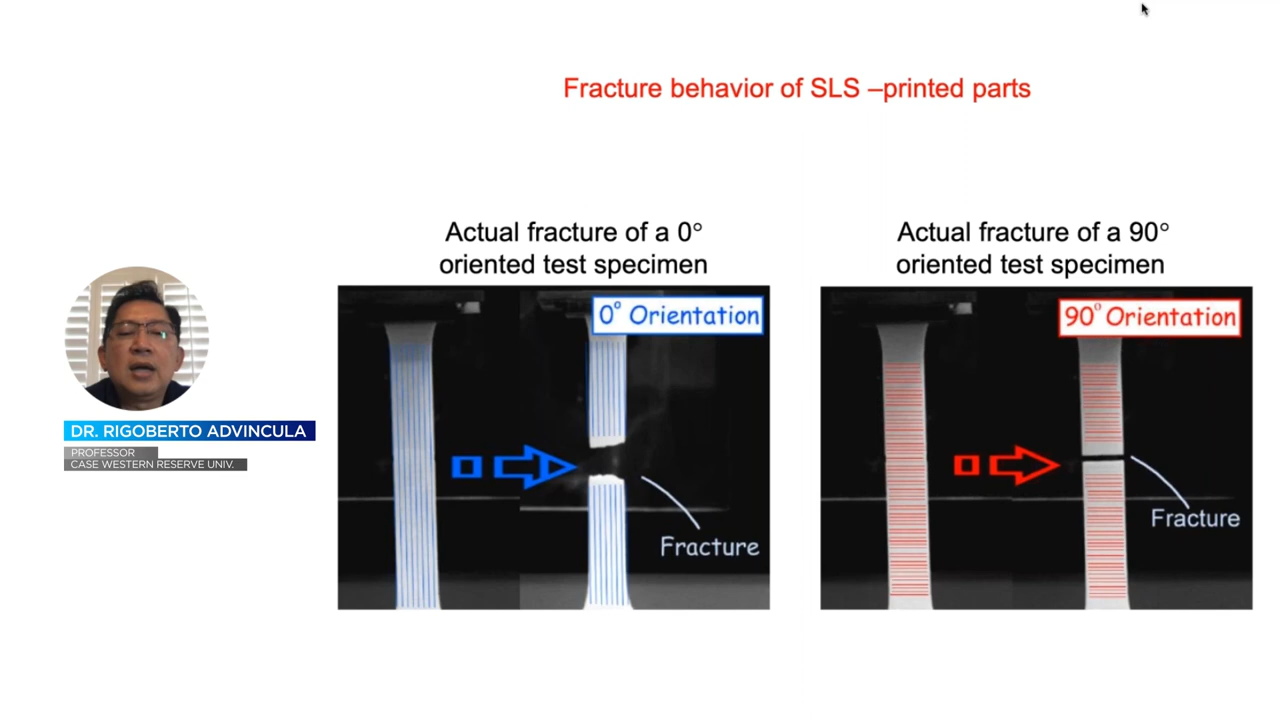 Fracture behavior of SLS –printed parts
Actual fracture of a 0°
oriented test specimen
0° Orientation
Fracture
Actual fracture of a 90°
oriented test specimen
90° Orientation
Fracture
DR. RIGOBERTO ADVINCULA
PROFESSOR
CASE WESTERN RESERVE UNIV.